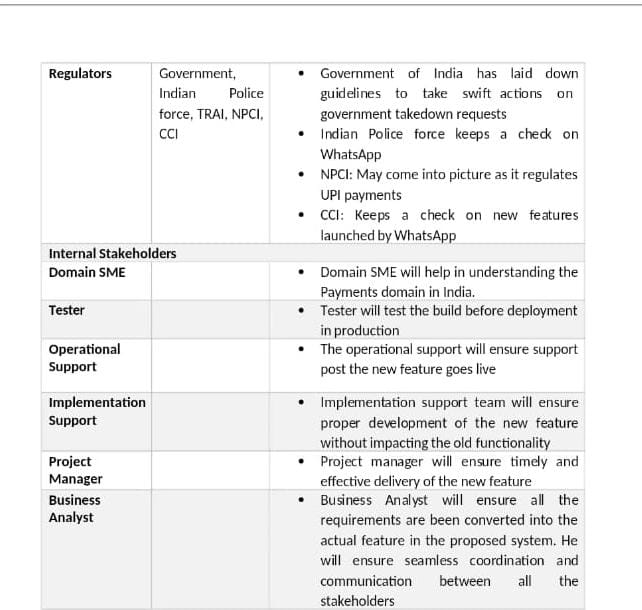 Regulators
Government,
Indian Police
force, TRAI, NPCI,
CCI
• Government of India has laid down
guidelines to take swift actions on
government takedown requests
• Indian Police force keeps a check on
WhatsApp
• NPCI: May come into picture as it regulates
UPI payments
• CCI: Keeps a check on new features
launched by WhatsApp
Internal Stakeholders
Domain SME
• Domain SME will help in understanding the
Payments domain in India.
Tester
• Tester will test the build before deployment
in production
Operational
Support
• The operational support will ensure support
post the new feature goes live
Implementation
Support
• Implementation support team will ensure
proper development of the new feature
without impacting the old functionality
Project
Manager
• Project manager will ensure timely and
effective delivery of the new feature
Business
Analyst
• Business Analyst will ensure all the
requirements are been converted into the
actual feature in the proposed system. He
will ensure seamless coordination and
communication between all the
stakeholders